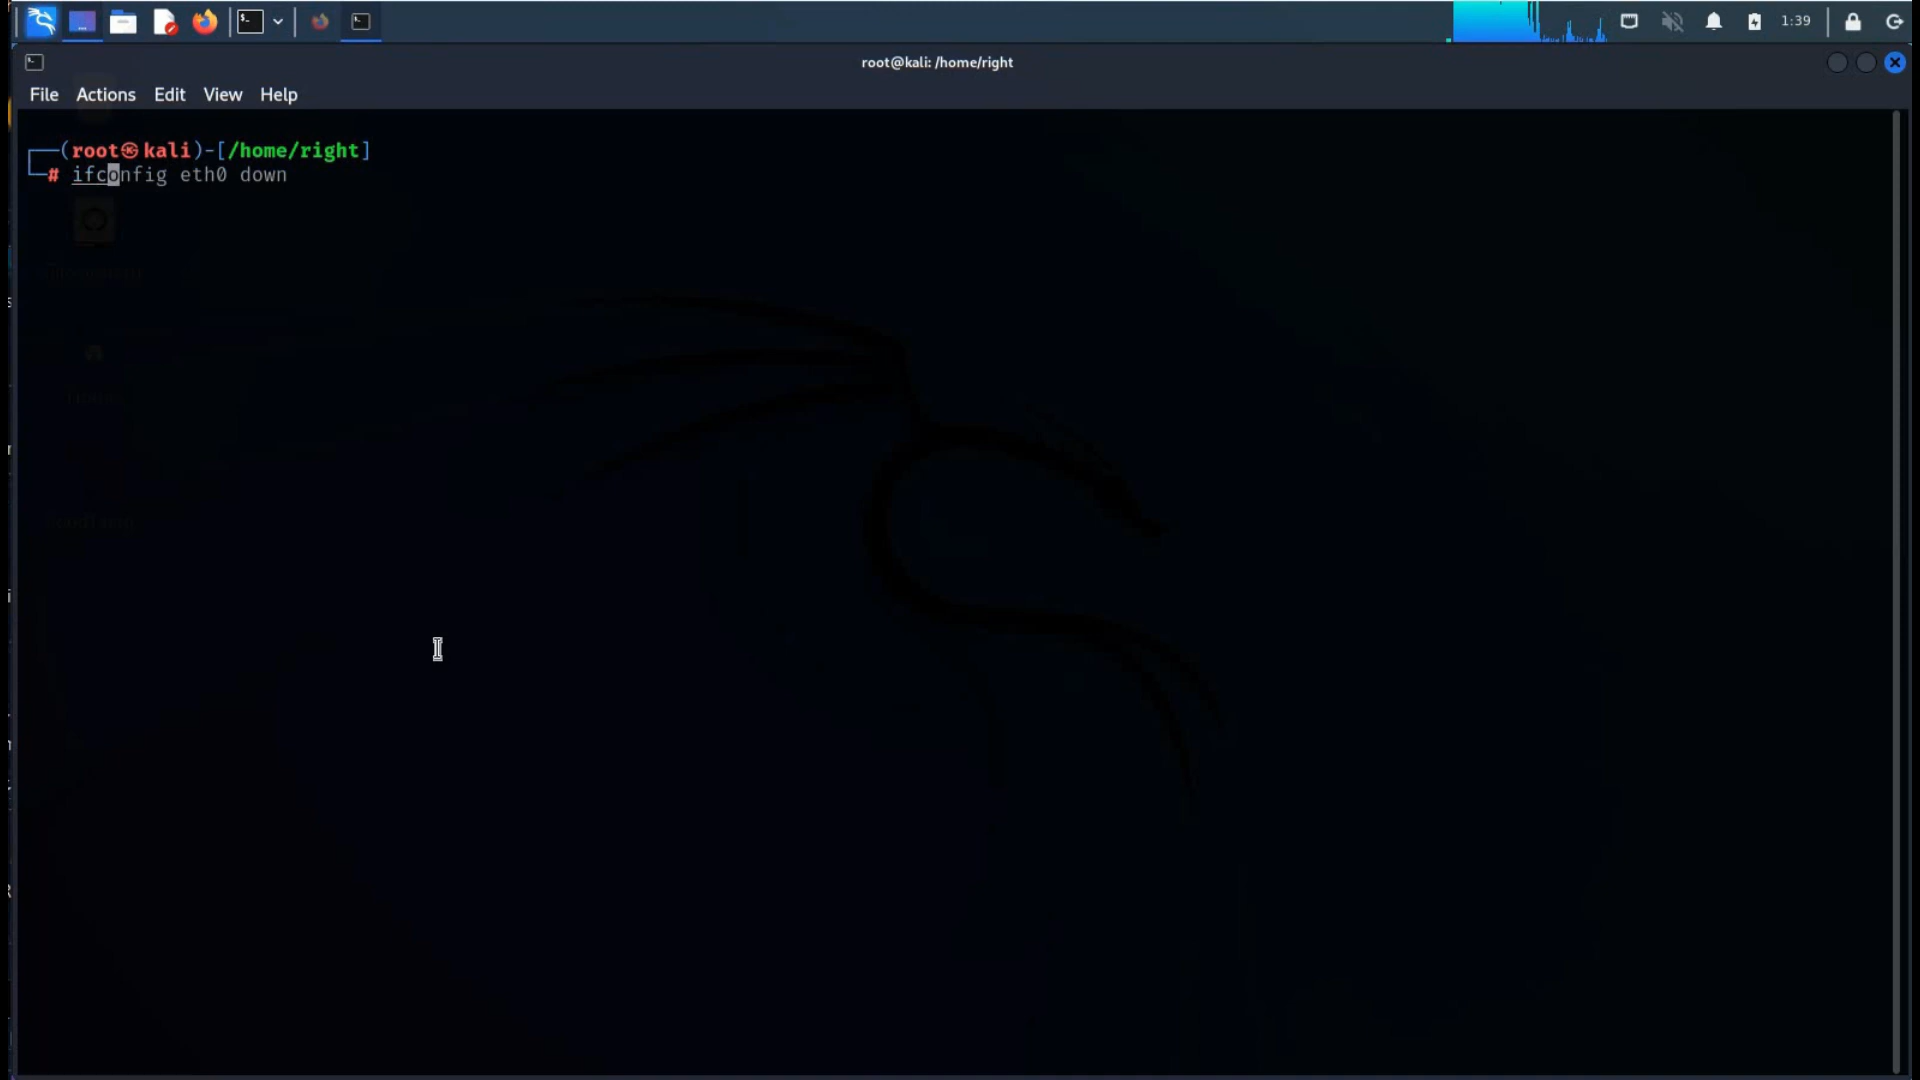 1:39
root@kali: /home/right
File Actions Edit View Help
┌──(root㉿kali)-[/home/right]
└─# ifconfig eth0 down